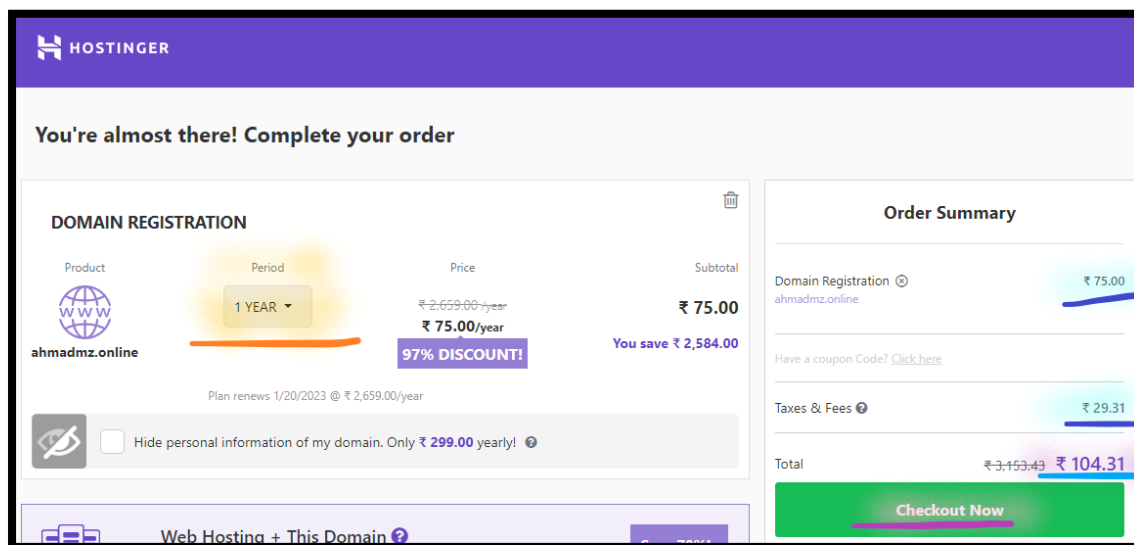 HOSTINGER
You're almost there! Complete your order
DOMAIN REGISTRATION
Product Period Price Subtotal
WWW
1 YEAR
₹ 2,659.00 /year
₹ 75.00/year
₹ 75.00
97% DISCOUNT!
You save ₹ 2,584.00
ahmadmz.online
Plan renews 1/20/2023 @ ₹ 2,659.00/year
Hide personal information of my domain. Only ₹ 299.00 yearly!
Web Hosting + This Domain
Order Summary
Domain Registration ₹ 75.00
ahmadmz.online
Have a coupon Code? Click here
Taxes & Fees ₹ 29.31
Total ₹ 3,153.43 ₹ 104.31
Checkout Now